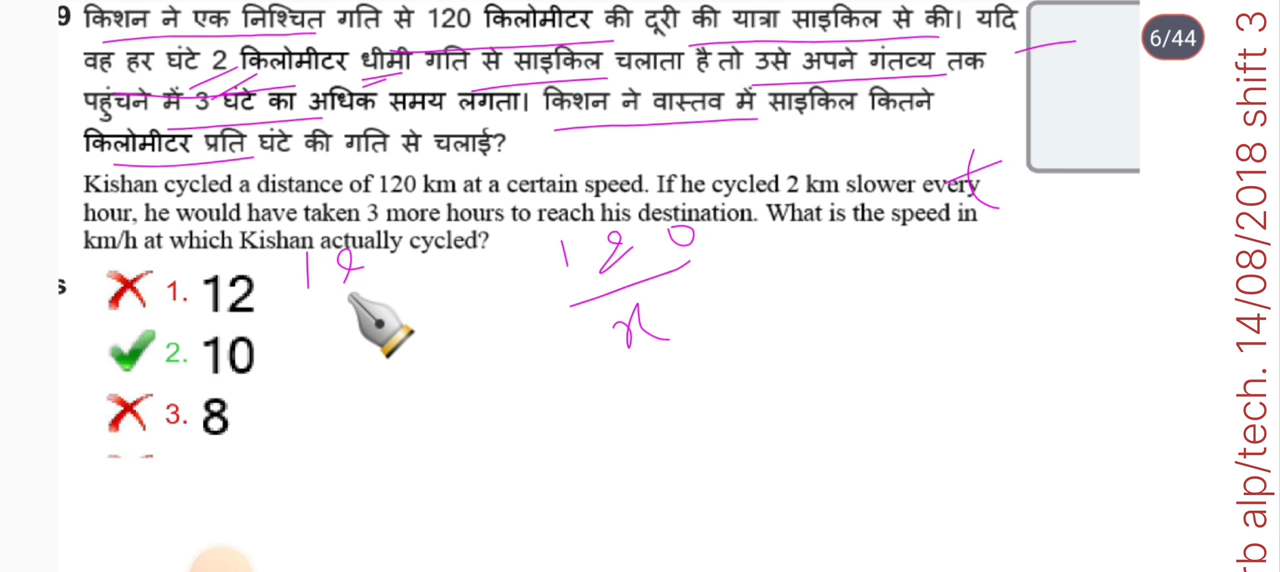 9 किशन ने एक निश्चित गति से 120 किलोमीटर की दूरी की यात्रा साइकिल से की। यदि
वह हर घंटे 2 किलोमीटर धीमी गति से साइकिल चलाता है तो उसे अपने गंतव्य तक
पहुंचने में 3 घंटे का अधिक समय लगता। किशन ने वास्तव में साइकिल कितने
किलोमीटर प्रति घंटे की गति से चलाई?
Kishan cycled a distance of 120 km at a certain speed. If he cycled 2 km slower every
hour, he would have taken 3 more hours to reach his destination. What is the speed in
km/h at which Kishan actually cycled?
s
1. 12
2. 10
3. 8
120
x
12
t
6/44
rb alp/tech. 14/08/2018 shift 3